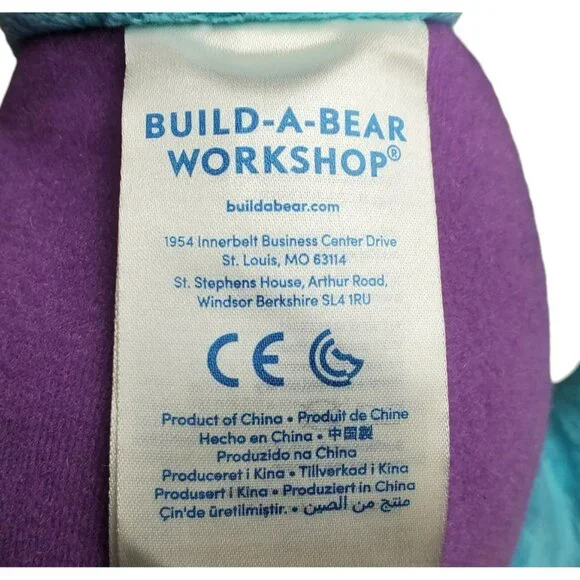 BUILD-A-BEAR
WORKSHOP®
buildabear.com
1954 Innerbelt Business Center Drive
St. Louis, MO 63114
St. Stephens House, Arthur Road,
Windsor Berkshire SL4 1RU
CE
Product of China • Produit de Chine
Hecho en China • 中国製
Produzido na China
Produceret i Kina • Tillverkad i Kina
Produsert i Kina • Produziert in China
Çin'de üretilmiştir. • منتج من الصين